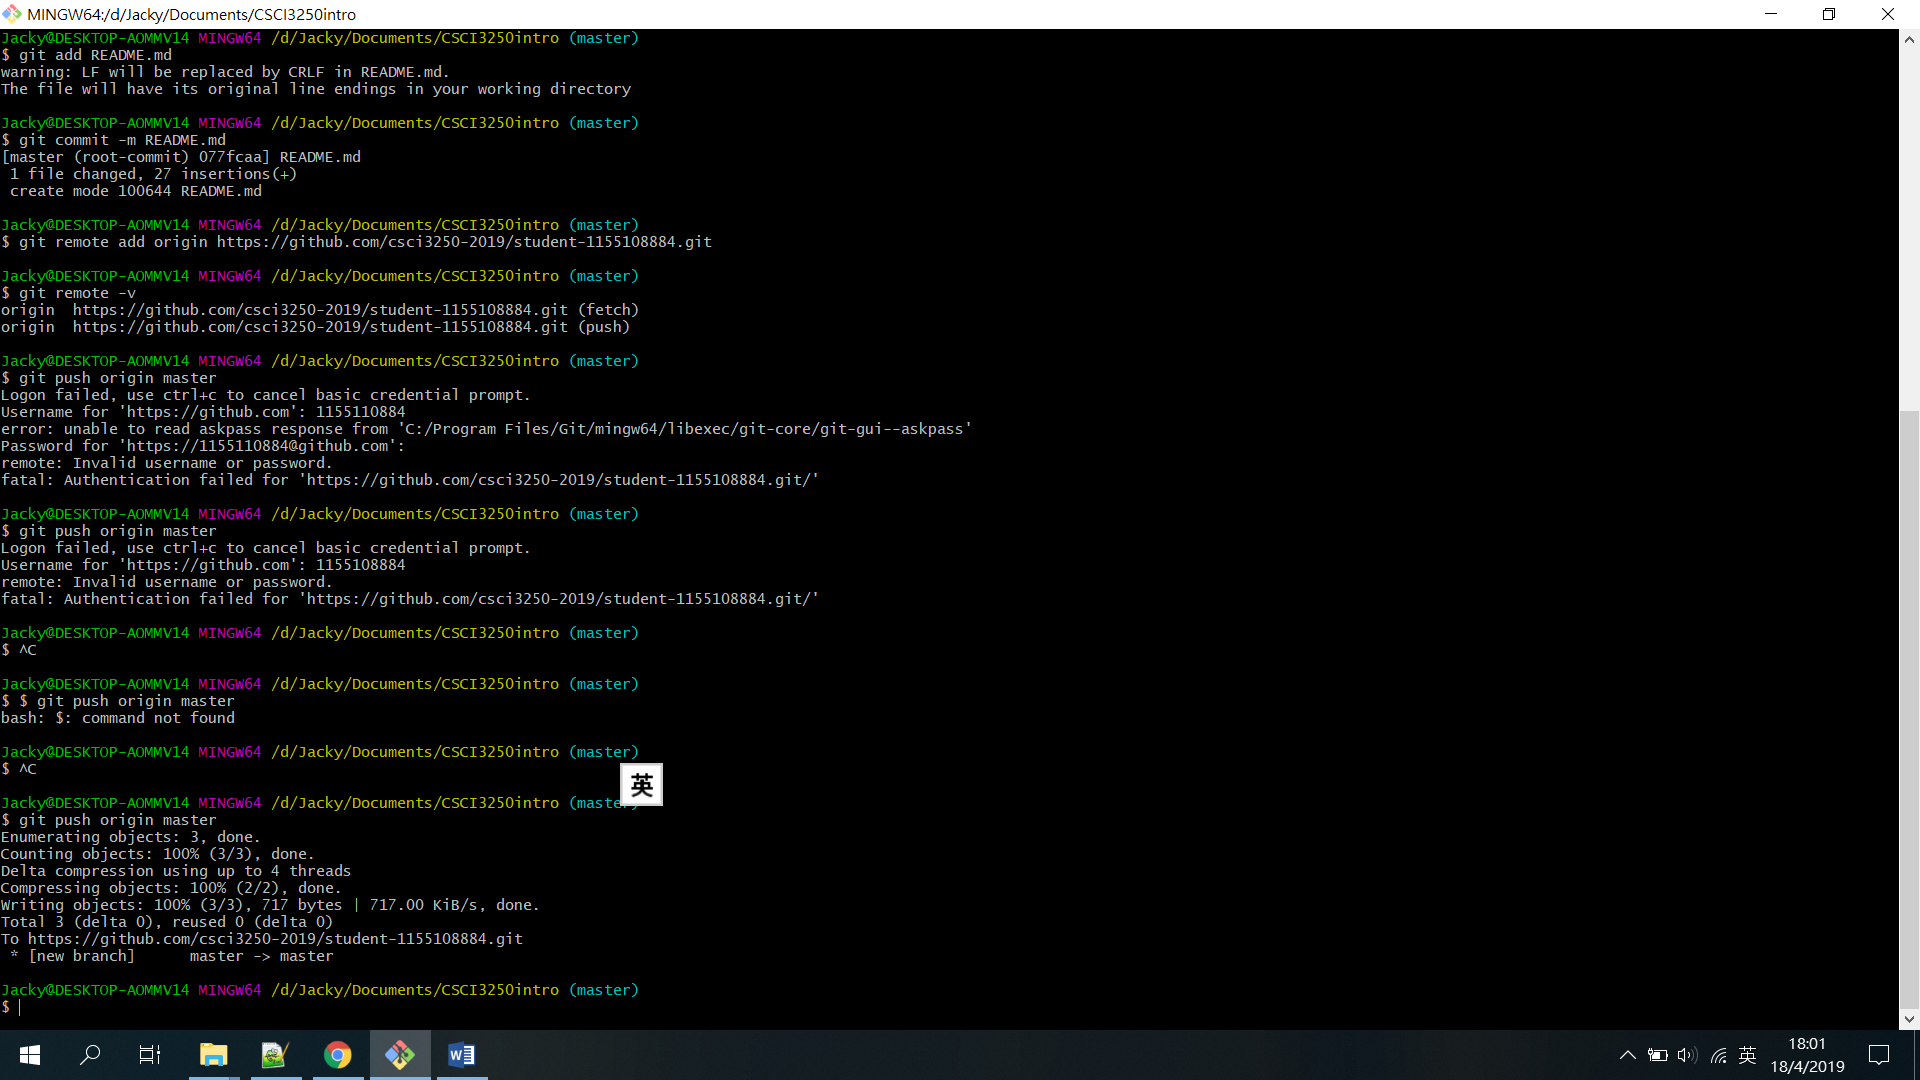 MINGW64:/d/Jacky/Documents/CSCI3250intro
Jacky@DESKTOP-AOMMV14 MINGW64 /d/Jacky/Documents/CSCI3250intro (master)
$ git add README.md
warning: LF will be replaced by CRLF in README.md.
The file will have its original line endings in your working directory
Jacky@DESKTOP-AOMMV14 MINGW64 /d/Jacky/Documents/CSCI3250intro (master)
$ git commit -m README.md
[master (root-commit) 077fcaa] README.md
 1 file changed, 27 insertions(+)
 create mode 100644 README.md
Jacky@DESKTOP-AOMMV14 MINGW64 /d/Jacky/Documents/CSCI3250intro (master)
$ git remote add origin https://github.com/csci3250-2019/student-1155108884.git
Jacky@DESKTOP-AOMMV14 MINGW64 /d/Jacky/Documents/CSCI3250intro (master)
$ git remote -v
origin  https://github.com/csci3250-2019/student-1155108884.git (fetch)
origin  https://github.com/csci3250-2019/student-1155108884.git (push)
Jacky@DESKTOP-AOMMV14 MINGW64 /d/Jacky/Documents/CSCI3250intro (master)
$ git push origin master
Logon failed, use ctrl+c to cancel basic credential prompt.
Username for 'https://github.com': 1155110884
error: unable to read askpass response from 'C:/Program Files/Git/mingw64/libexec/git-core/git-gui--askpass'
Password for 'https://1155110884@github.com':
remote: Invalid username or password.
fatal: Authentication failed for 'https://github.com/csci3250-2019/student-1155108884.git/'
Jacky@DESKTOP-AOMMV14 MINGW64 /d/Jacky/Documents/CSCI3250intro (master)
$ git push origin master
Logon failed, use ctrl+c to cancel basic credential prompt.
Username for 'https://github.com': 1155108884
remote: Invalid username or password.
fatal: Authentication failed for 'https://github.com/csci3250-2019/student-1155108884.git/'
Jacky@DESKTOP-AOMMV14 MINGW64 /d/Jacky/Documents/CSCI3250intro (master)
$ ^C
Jacky@DESKTOP-AOMMV14 MINGW64 /d/Jacky/Documents/CSCI3250intro (master)
$ $ git push origin master
bash: $: command not found
Jacky@DESKTOP-AOMMV14 MINGW64 /d/Jacky/Documents/CSCI3250intro (master)
$ ^C
英
Jacky@DESKTOP-AOMMV14 MINGW64 /d/Jacky/Documents/CSCI3250intro (maste
$ git push origin master
Enumerating objects: 3, done.
Counting objects: 100% (3/3), done.
Delta compression using up to 4 threads
Compressing objects: 100% (2/2), done.
Writing objects: 100% (3/3), 717 bytes | 717.00 KiB/s, done.
Total 3 (delta 0), reused 0 (delta 0)
To https://github.com/csci3250-2019/student-1155108884.git
 * [new branch]      master -> master
Jacky@DESKTOP-AOMMV14 MINGW64 /d/Jacky/Documents/CSCI3250intro (master)
$
英
18:01
18/4/2019